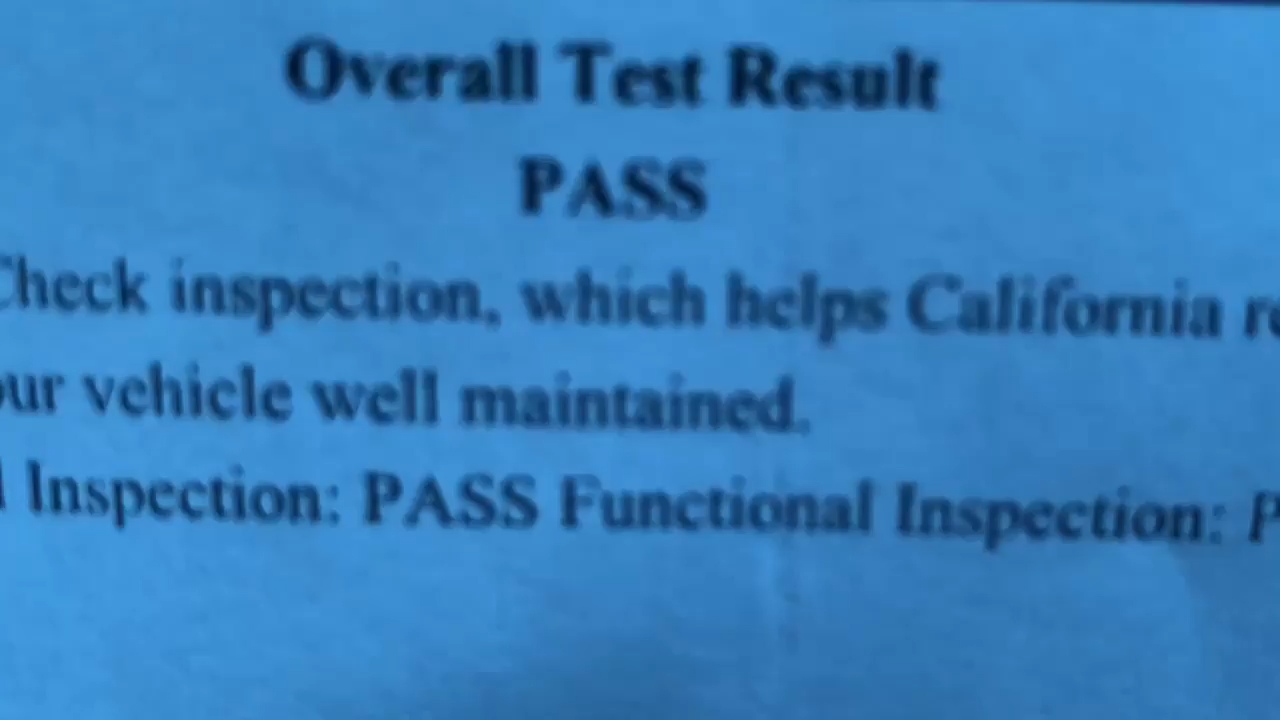 Overall Test Result
PASS
Check inspection, which helps California
vehicle well maintained.
Inspection: PASS Functional Inspection: